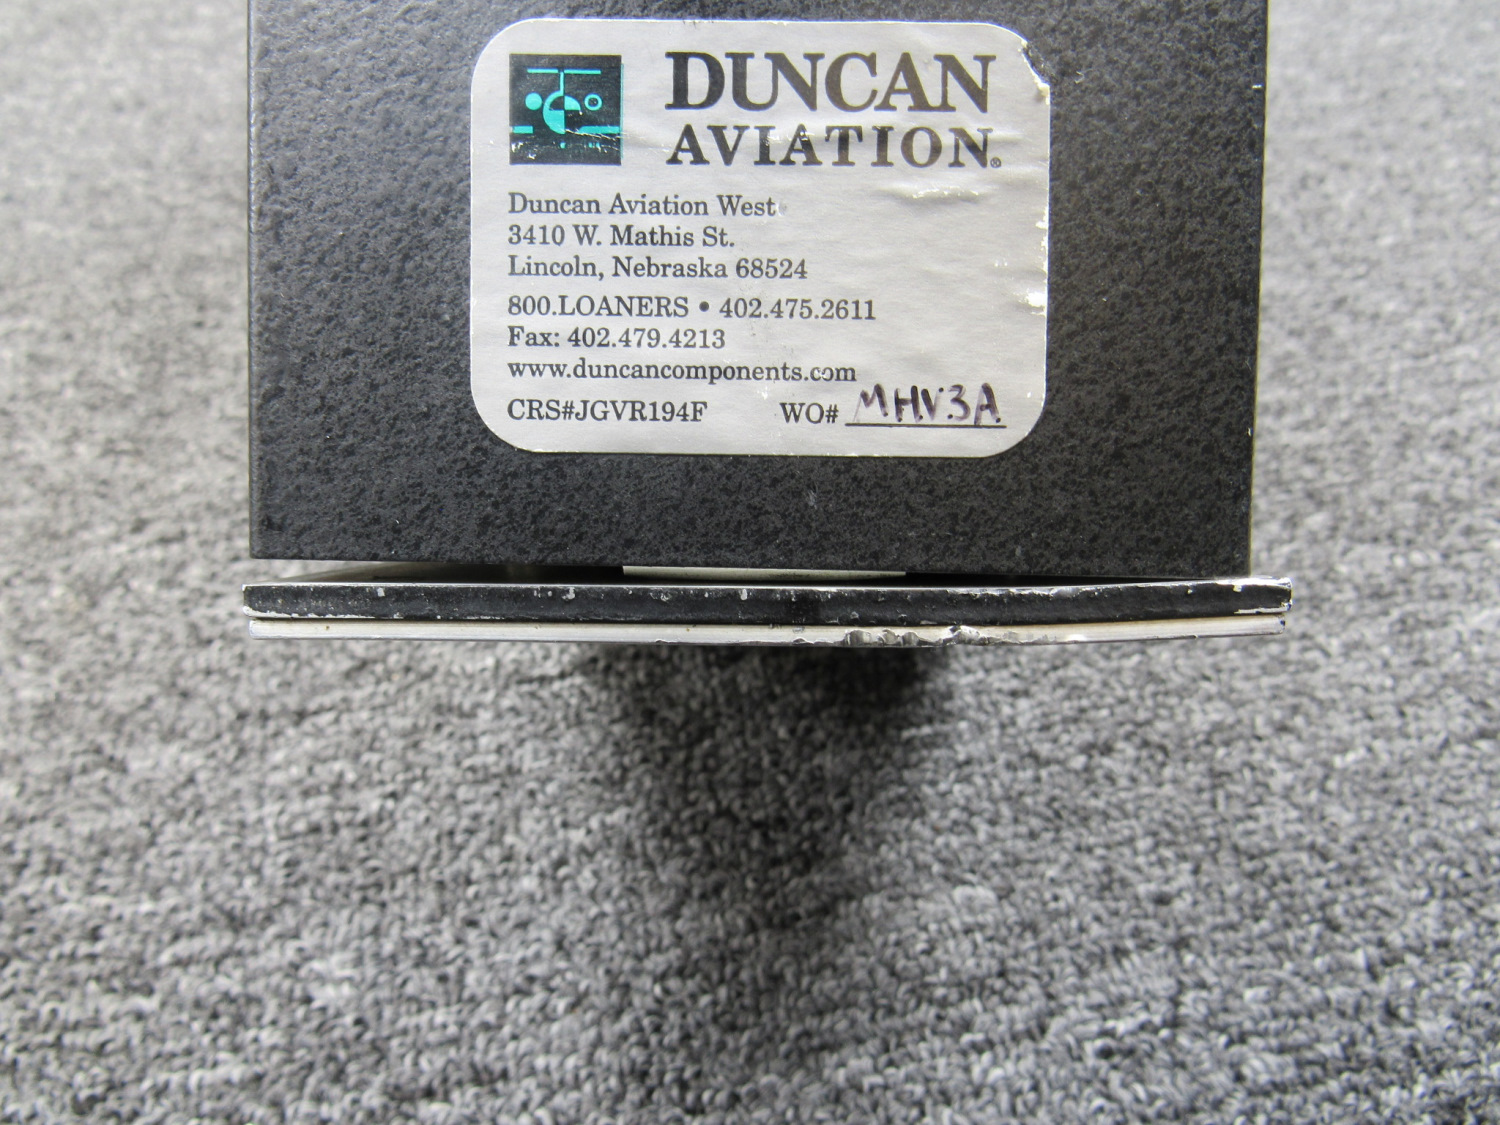 DUNCAN
AVIATION®
Duncan Aviation West
3410 W. Mathis St.
Lincoln, Nebraska 68524
800.LOANERS • 402.475.2611
Fax: 402.479.4213
www.duncancomponents.com
CRS#JGVR194F WO# MHV3A